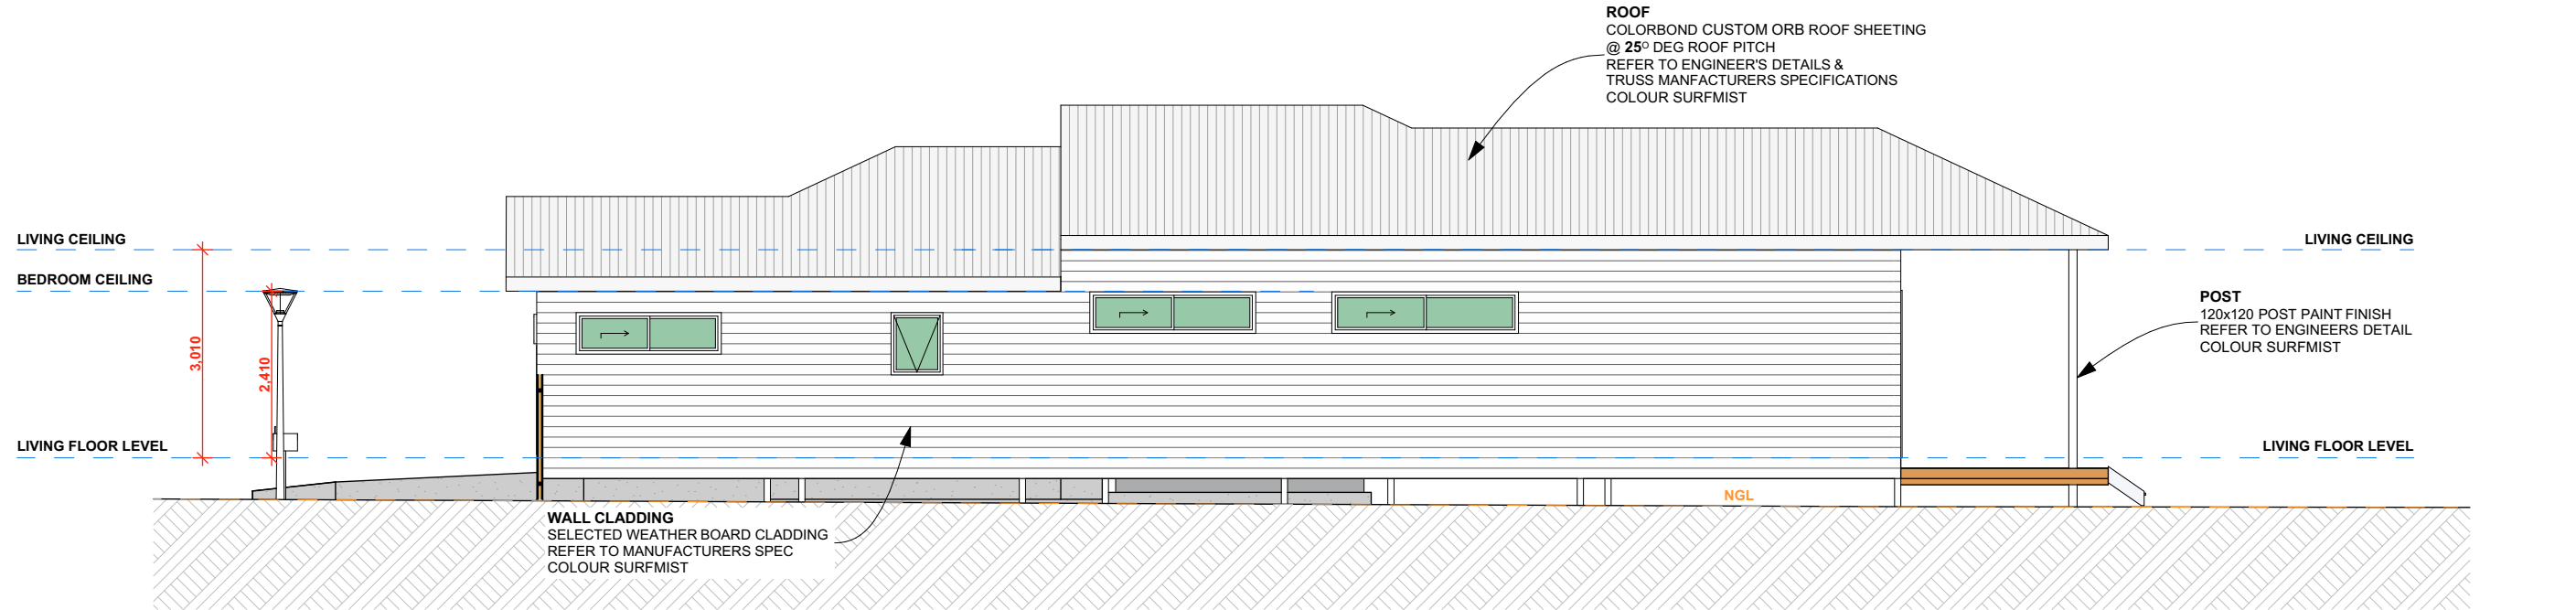 ROOF
COLORBOND CUSTOM ORB ROOF SHEETING
@ 25° DEG ROOF PITCH
REFER TO ENGINEER'S DETAILS &
TRUSS MANFACTURERS SPECIFICATIONS
COLOUR SURFMIST
LIVING CEILING
LIVING CEILING
BEDROOM CEILING
POST
120x120 POST PAINT FINISH
REFER TO ENGINEERS DETAIL
COLOUR SURFMIST
3,010
2,410
LIVING FLOOR LEVEL
LIVING FLOOR LEVEL
NGL
WALL CLADDING
SELECTED WEATHER BOARD CLADDING
REFER TO MANUFACTURERS SPEC
COLOUR SURFMIST